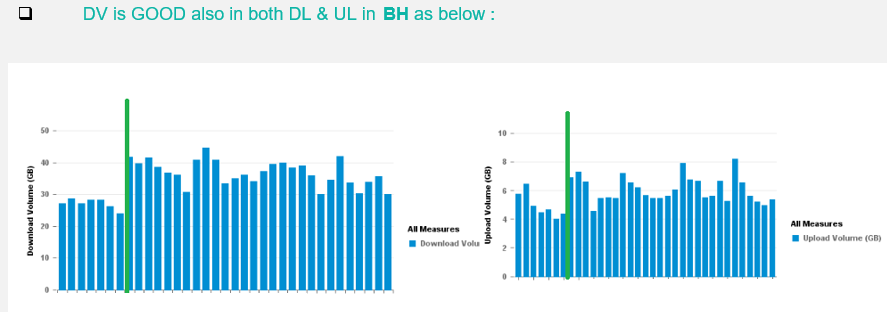 DV is GOOD also in both DL & UL in BH as below :
Download Volume (GB)
50
40
30
20
10
0
All Measures
Download Volu
Upload Volume (GB)
10
8
6
4
2
0
All Measures
Upload Volume (GB)